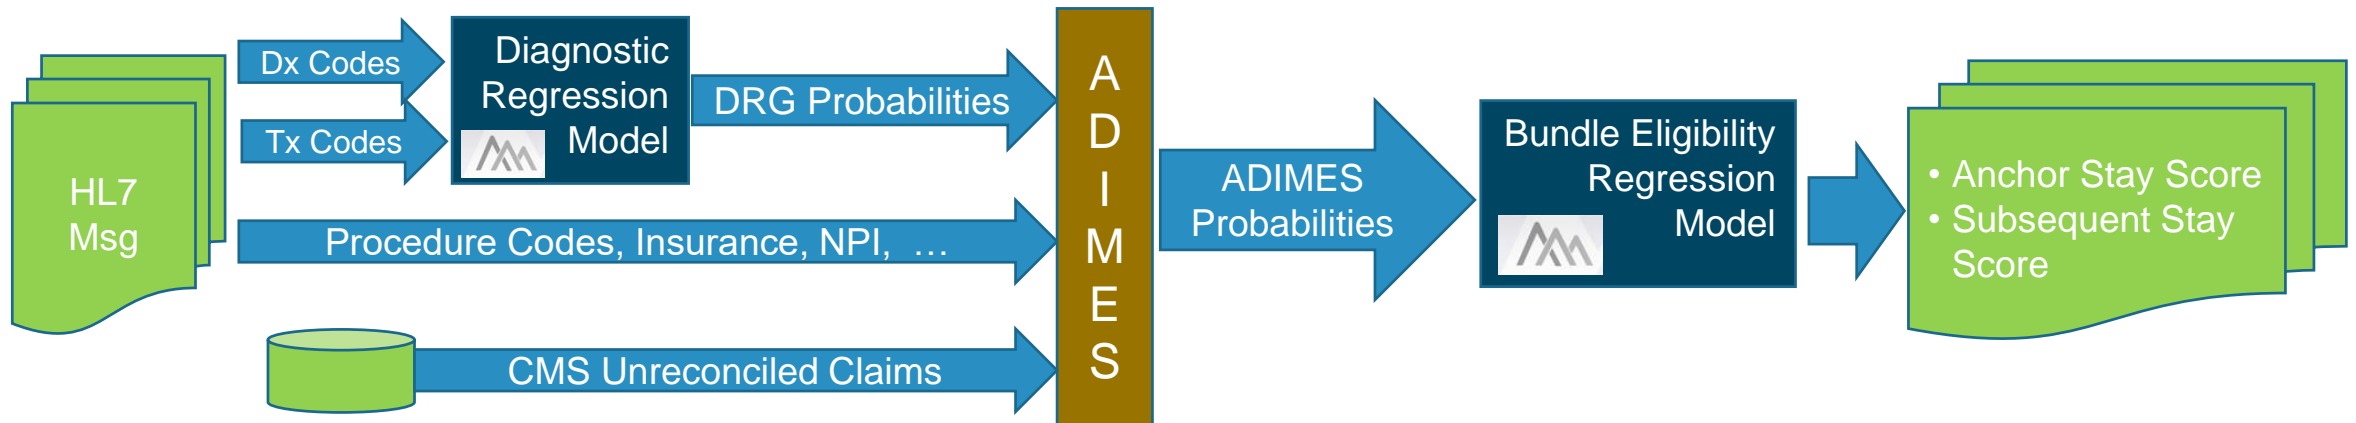 HL7
Msg
Dx Codes
Tx Codes
Diagnostic
Regression
Model
DRG Probabilities
Procedure Codes, Insurance, NPI, …
CMS Unreconciled Claims
A
D
I
M
E
S
ADIMES
Probabilities
Bundle Eligibility
Regression
Model
• Anchor Stay Score
• Subsequent Stay
Score